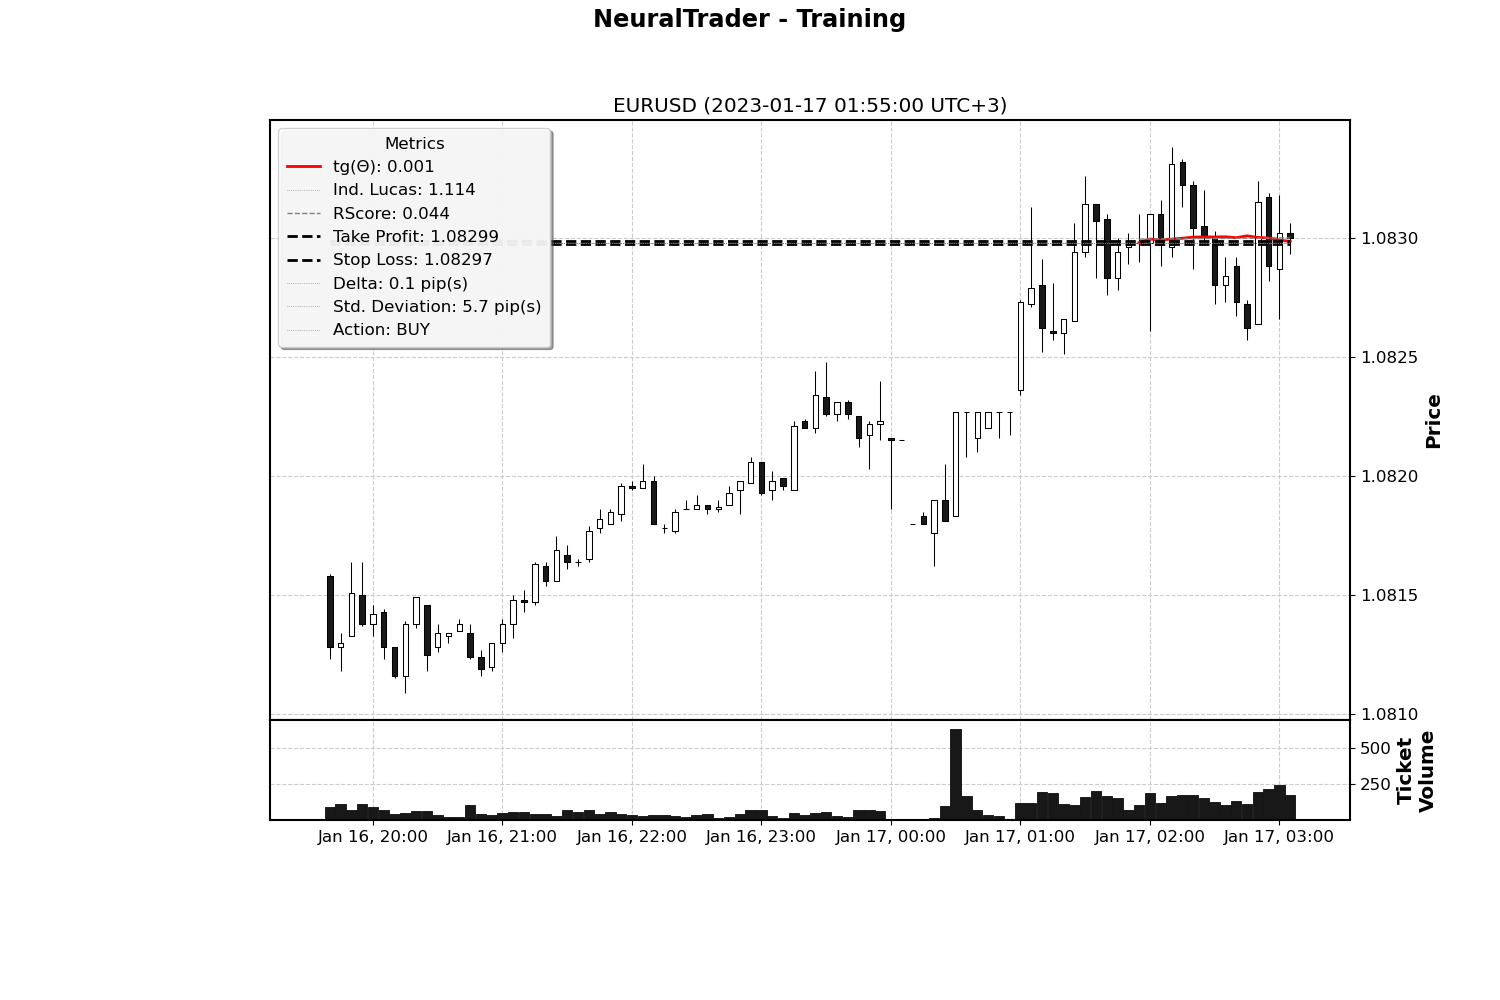 NeuralTrader - Training
EURUSD (2023-01-17 01:55:00 UTC+3)
Metrics
tg(Θ): 0.001
Ind. Lucas: 1.114
RScore: 0.044
Take Profit: 1.08299
Stop Loss: 1.08297
Delta: 0.1 pip(s)
Std. Deviation: 5.7 pip(s)
Action: BUY
1.0830
1.0825
1.0820
1.0815
1.0810
Price
500
250
Ticket
Volume
Jan 16, 20:00
Jan 16, 21:00
Jan 16, 22:00
Jan 16, 23:00
Jan 17, 00:00
Jan 17, 01:00
Jan 17, 02:00
Jan 17, 03:00